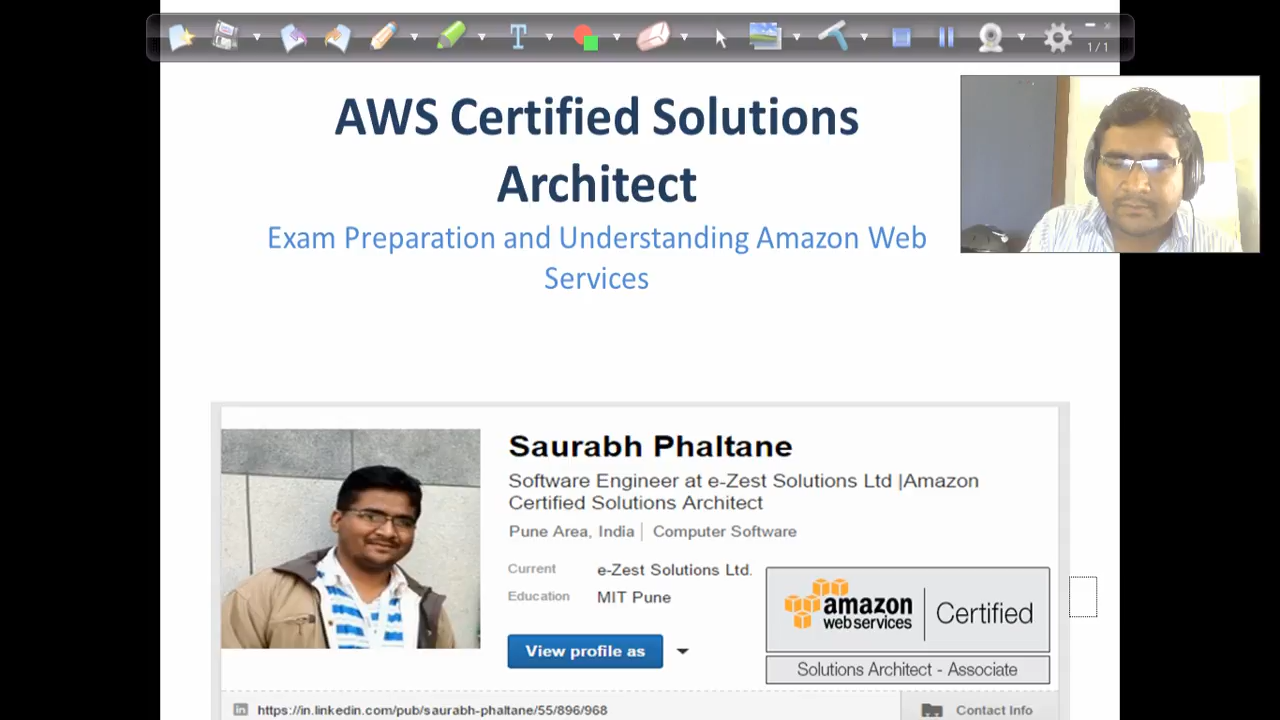 1/1
AWS Certified Solutions
Architect
Exam Preparation and Understanding Amazon Web
Services
Saurabh Phaltane
Software Engineer at e-Zest Solutions Ltd |Amazon
Certified Solutions Architect
Pune Area, India | Computer Software
Current e-Zest Solutions Ltd.
Education MIT Pune
View profile as
amazon
web services
Certified
Solutions Architect - Associate
in https://in.linkedin.com/pub/saurabh-phaltane/55/896/968
Contact Info